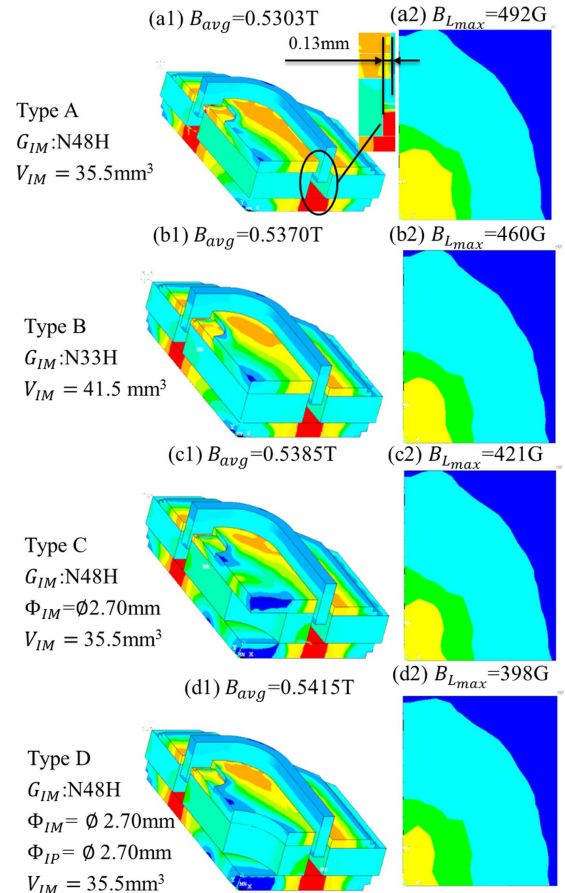 (a1) B_avg=0.5303T
(a2) B_Lmax=492G
0.13mm
Type A
G_IM:N48H
V_IM = 35.5mm³
(b1) B_avg=0.5370T
(b2) B_Lmax=460G
Type B
G_IM:N33H
V_IM = 41.5 mm³
(c1) B_avg=0.5385T
(c2) B_Lmax=421G
Type C
G_IM:N48H
Φ_IM=Ø2.70mm
V_IM = 35.5mm³
(d1) B_avg=0.5415T
(d2) B_Lmax=398G
Type D
G_IM:N48H
Φ_IM= Ø 2.70mm
Φ_IP= Ø 2.70mm
V_IM = 35.5mm³